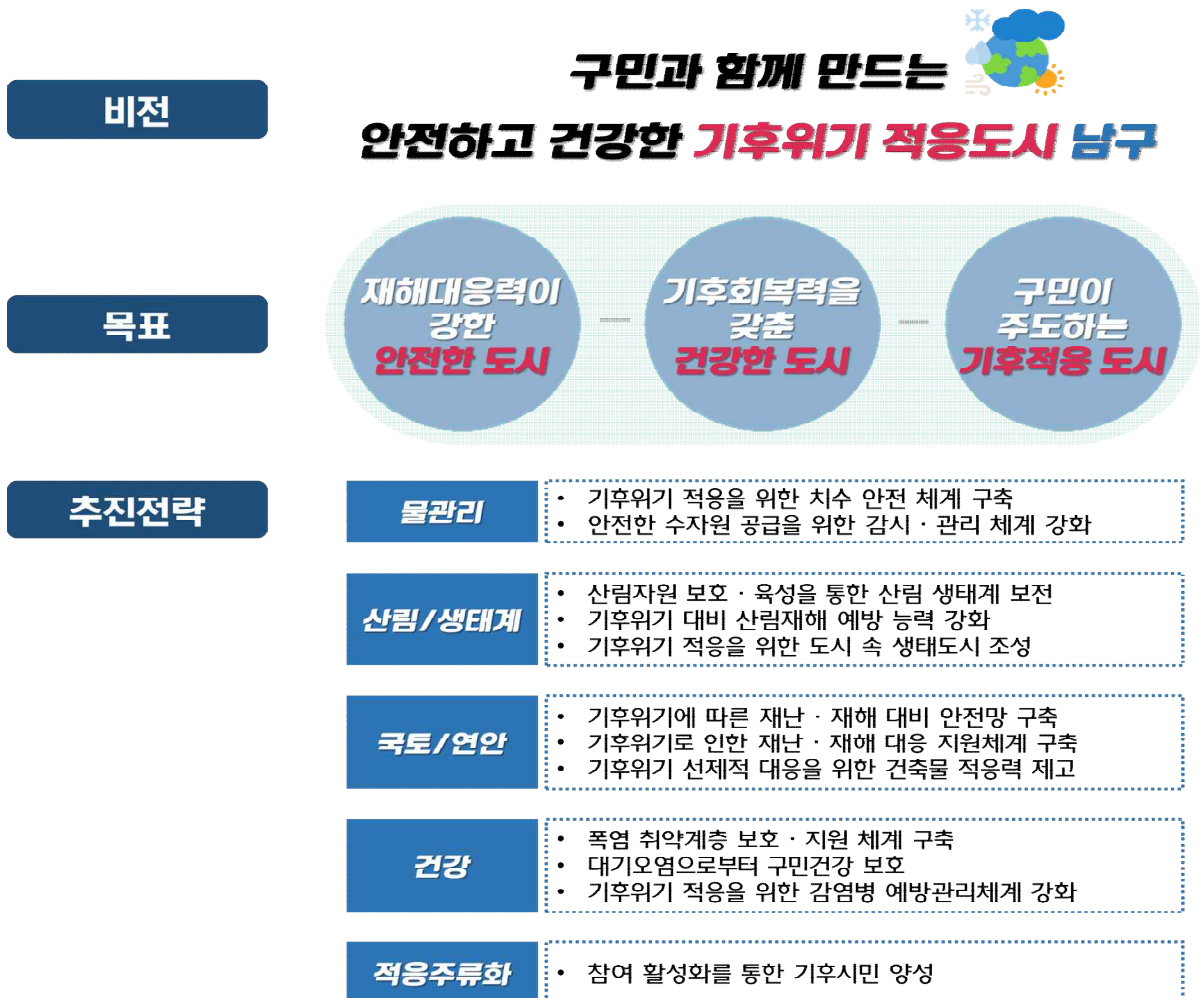 비전
구민과 함께 만드는
안전하고 건강한 기후위기 적응도시 남구
목표
재해대응력이
강한
안전한 도시
기후회복력을
갖춘
건강한 도시
구민이
주도하는
기후적응 도시
추진전략
물관리
• 기후위기 적응을 위한 치수 안전 체계 구축
• 안전한 수자원 공급을 위한 감시·관리 체계 강화
산림/생태계
• 산림자원 보호·육성을 통한 산림 생태계 보전
• 기후위기 대비 산림재해 예방 능력 강화
• 기후위기 적응을 위한 도시 속 생태도시 조성
국토/연안
• 기후위기에 따른 재난·재해 대비 안전망 구축
• 기후위기로 인한 재난·재해 대응 지원체계 구축
• 기후위기 선제적 대응을 위한 건축물 적응력 제고
건강
• 폭염 취약계층 보호·지원 체계 구축
• 대기오염으로부터 구민건강 보호
• 기후위기 적응을 위한 감염병 예방관리체계 강화
적응주류화
• 참여 활성화를 통한 기후시민 양성